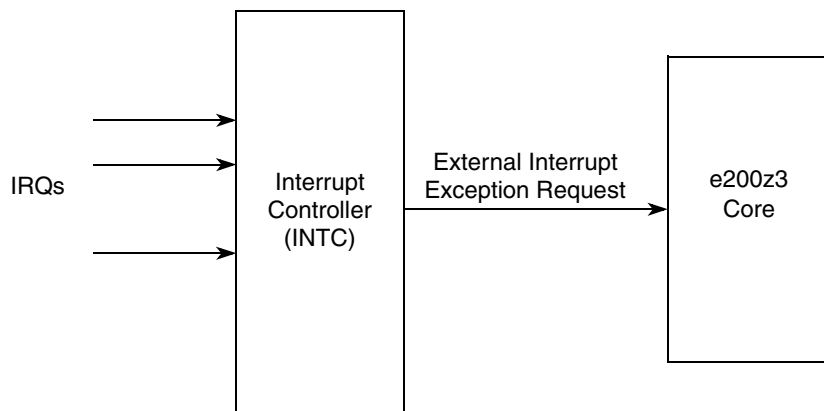 IRQs
Interrupt
Controller
(INTC)
External Interrupt
Exception Request
e200z3
Core